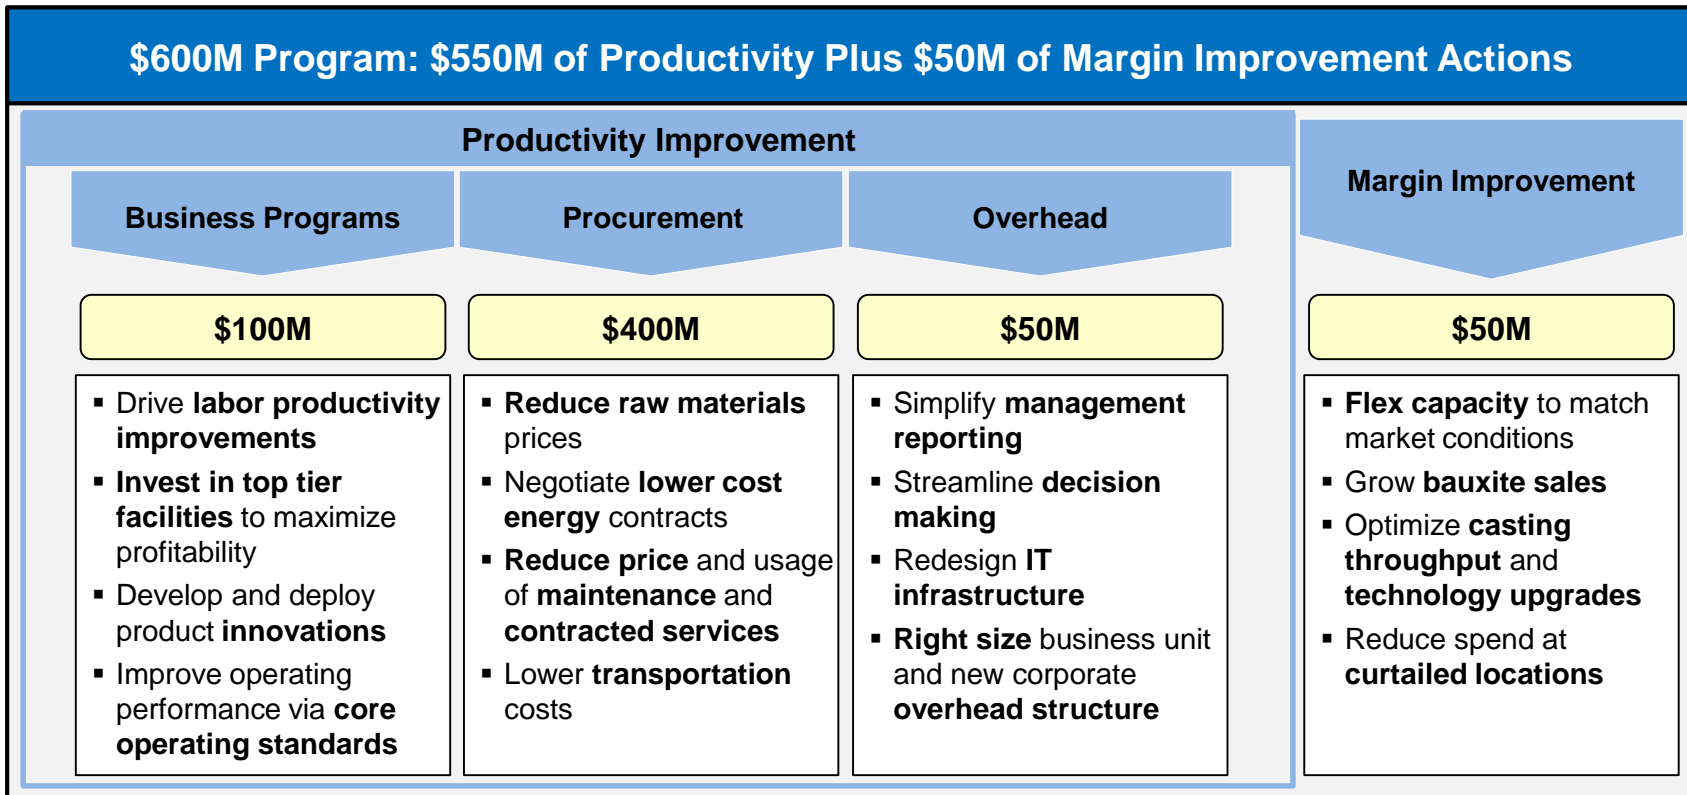 $600M Program: $550M of Productivity Plus $50M of Margin Improvement Actions
Productivity Improvement
Business Programs
$100M
▪ Drive labor productivity
improvements
▪ Invest in top tier
facilities to maximize
profitability
▪ Develop and deploy
product innovations
▪ Improve operating
performance via core
operating standards
Procurement
$400M
▪ Reduce raw materials
prices
▪ Negotiate lower cost
energy contracts
▪ Reduce price and usage
of maintenance and
contracted services
▪ Lower transportation
costs
Overhead
$50M
▪ Simplify management
reporting
▪ Streamline decision
making
▪ Redesign IT
infrastructure
▪ Right size business unit
and new corporate
overhead structure
Margin Improvement
$50M
▪ Flex capacity to match
market conditions
▪ Grow bauxite sales
▪ Optimize casting
throughput and
technology upgrades
▪ Reduce spend at
curtailed locations